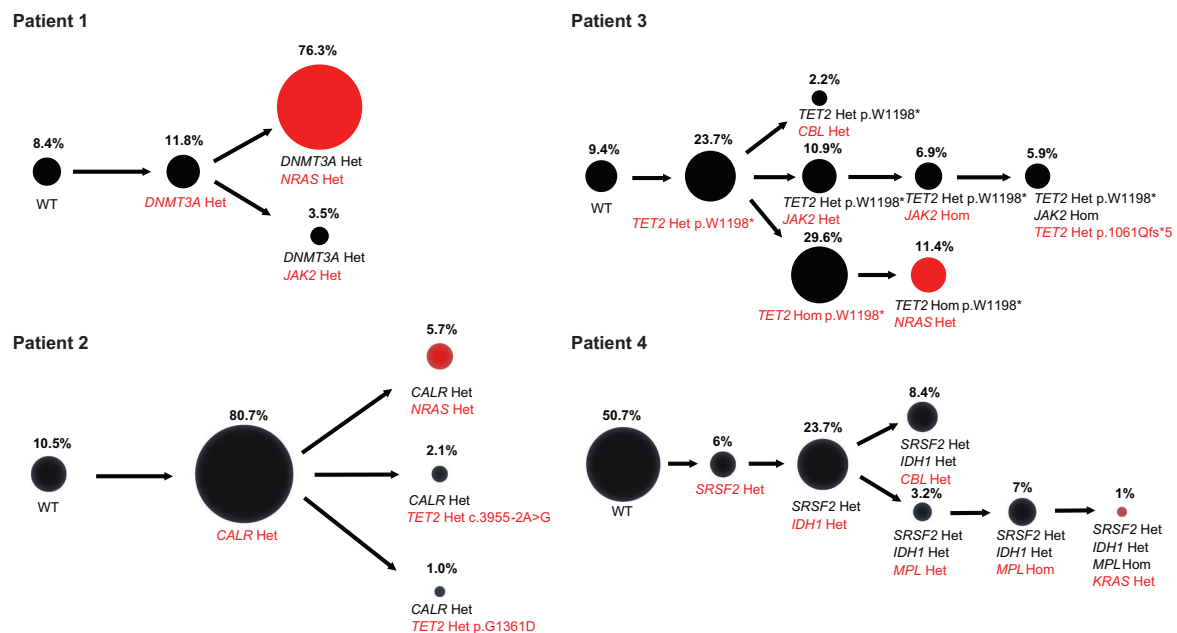 Patient 1
76.3%
8.4%
11.8%
DNMT3A Het
NRAS Het
WT
DNMT3A Het
3.5%
DNMT3A Het
JAK2 Het
Patient 3
2.2%
TET2 Het p.W1198*
CBL Het
9.4%
23.7%
10.9%
6.9%
5.9%
WT
TET2 Het p.W1198*
TET2 Het p.W1198*
JAK2 Het
TET2 Het p.W1198*
JAK2 Hom
TET2 Het p.W1198*
JAK2 Hom
TET2 Het p.1061Qfs*5
29.6%
11.4%
TET2 Hom p.W1198*
TET2 Hom p.W1198*
NRAS Het
Patient 2
5.7%
CALR Het
NRAS Het
10.5%
80.7%
2.1%
WT
CALR Het
TET2 Het c.3955-2A>G
CALR Het
1.0%
CALR Het
TET2 Het p.G1361D
Patient 4
8.4%
50.7%
6%
23.7%
SRSF2 Het
IDH1 Het
CBL Het
WT
SRSF2 Het
SRSF2 Het
IDH1 Het
3.2%
7%
1%
SRSF2 Het
IDH1 Het
MPL Het
SRSF2 Het
IDH1 Het
MPL Hom
SRSF2 Het
IDH1 Het
MPL Hom
KRAS Het